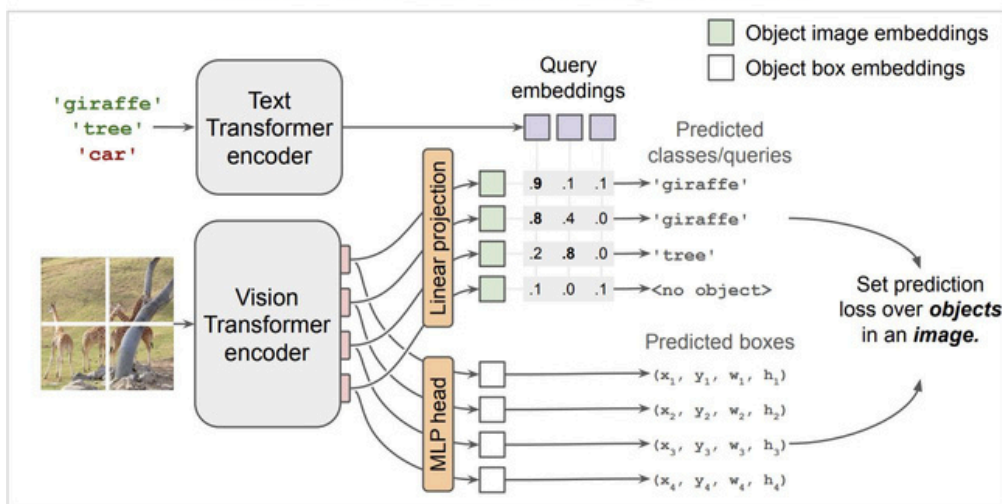 Object image embeddings
Object box embeddings
Query
embeddings
'giraffe'
'tree'
'car'
Text
Transformer
encoder
Predicted
classes/queries
Linear projection
.9 .1 .1 'giraffe'
.8 .4 .0 'giraffe'
.2 .8 .0 'tree'
.1 .0 .1 <no object>
Vision
Transformer
encoder
Set prediction
loss over objects
in an image.
Predicted boxes
MLP head
(x₁, y₁, w₁, h₁)
(x₂, y₂, w₂, h₂)
(x₃, y₃, w₃, h₃)
(x₄, y₄, w₄, h₄)